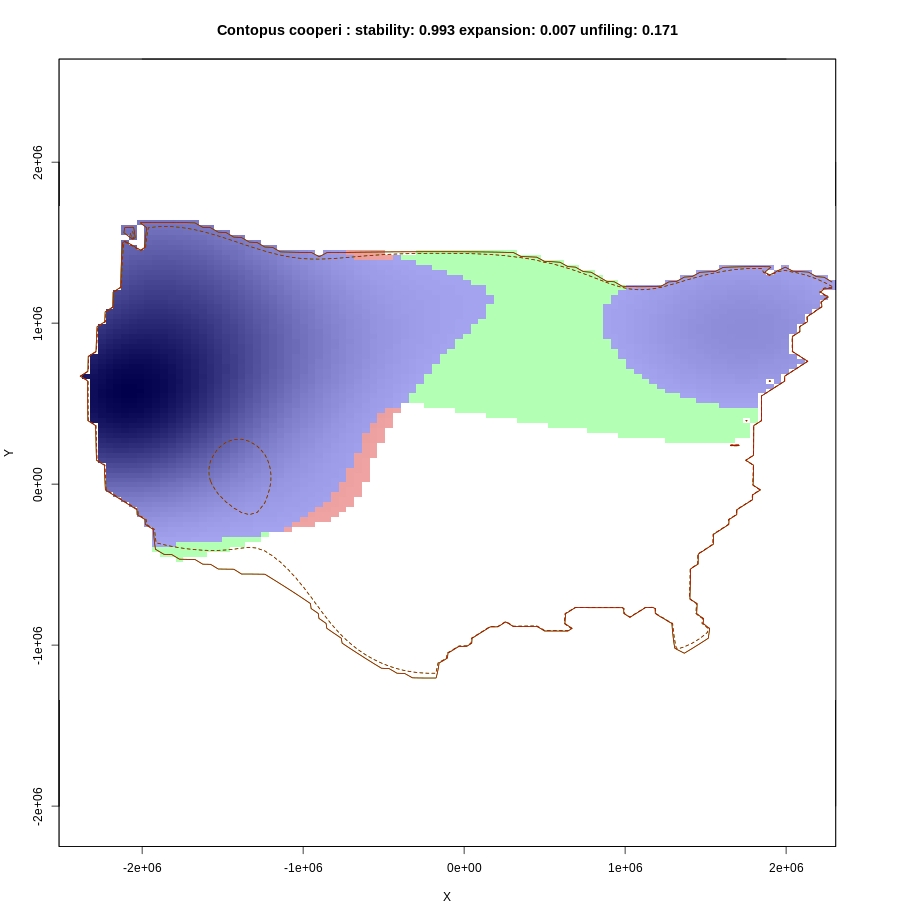 Contopus cooperi : stability: 0.993 expansion: 0.007 unfiling: 0.171
2e+06
1e+06
0e+00
-1e+06
-2e+06
Y
-2e+06 -1e+06 0e+00 1e+06 2e+06
X